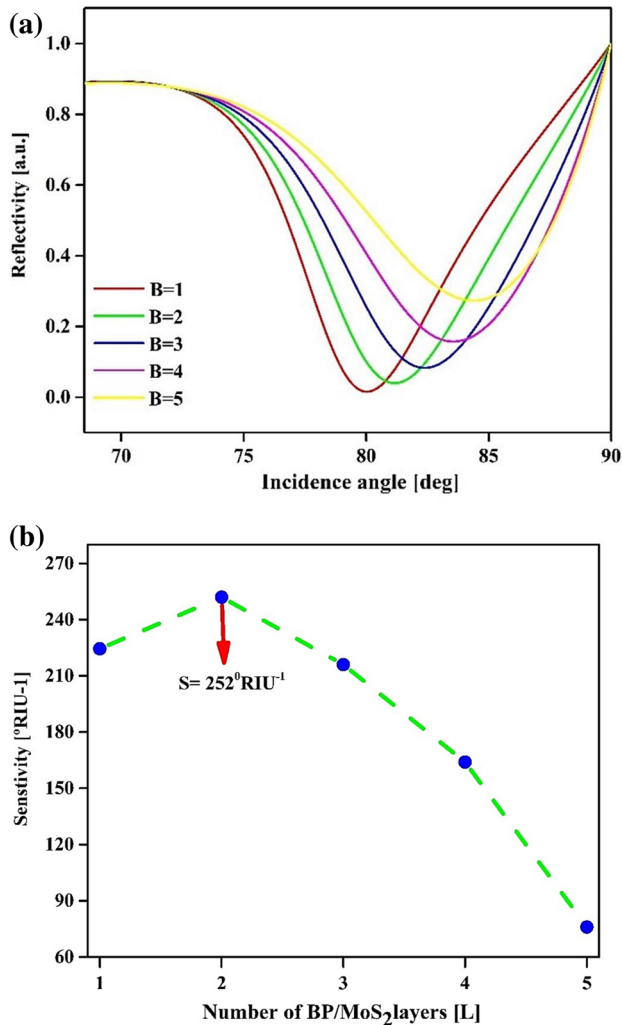 (a)
1.0
0.8
0.6
0.4
0.2
0.0
Reflectivity [a.u.]
B=1
B=2
B=3
B=4
B=5
70 75 80 85 90
Incidence angle [deg]
(b)
270
240
210
180
150
120
90
60
Senstivity [ºRIU-1]
S= 252⁰RIU⁻¹
1 2 3 4 5
Number of BP/MoS₂layers [L]